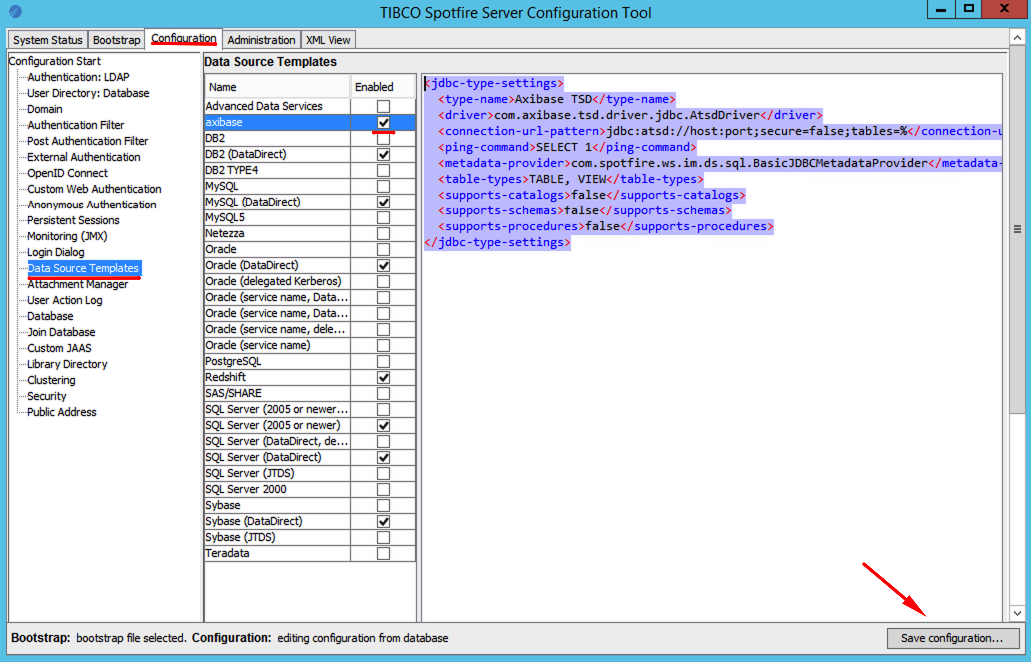 TIBCO Spotfire Server Configuration Tool
System Status Bootstrap Configuration Administration XML View
Configuration Start
Authentication: LDAP
User Directory: Database
Domain
Authentication Filter
Post Authentication Filter
External Authentication
OpenID Connect
Custom Web Authentication
Anonymous Authentication
Persistent Sessions
Monitoring (JMX)
Login Dialog
Data Source Templates
Attachment Manager
User Action Log
Database
Join Database
Custom JAAS
Library Directory
Clustering
Security
Public Address
Data Source Templates
Name Enabled
Advanced Data Services
axibase
DB2
DB2 (DataDirect)
DB2 TYPE4
MySQL
MySQL (DataDirect)
MySQL5
Netezza
Oracle
Oracle (DataDirect)
Oracle (delegated Kerberos)
Oracle (service name, Data...
Oracle (service name, Data...
Oracle (service name, dele...
Oracle (service name)
PostgreSQL
Redshift
SAS/SHARE
SQL Server (2005 or newer...
SQL Server (2005 or newer)
SQL Server (DataDirect, de...
SQL Server (DataDirect)
SQL Server (JTDS)
SQL Server 2000
Sybase
Sybase (DataDirect)
Sybase (JTDS)
Teradata
<jdbc-type-settings>
<type-name>Axibase TSD</type-name>
<driver>com.axibase.tsd.driver.jdbc.AtsdDriver</driver>
<connection-url-pattern>jdbc:atsd://host:port;secure=false;tables=%</connection-u
<ping-command>SELECT 1</ping-command>
<metadata-provider>com.spotfire.ws.im.ds.sql.BasicJDBCMetadataProvider</metadata-
<table-types>TABLE, VIEW</table-types>
<supports-catalogs>false</supports-catalogs>
<supports-schemas>false</supports-schemas>
<supports-procedures>false</supports-procedures>
</jdbc-type-settings>
Bootstrap: bootstrap file selected. Configuration: editing configuration from database
Save configuration...